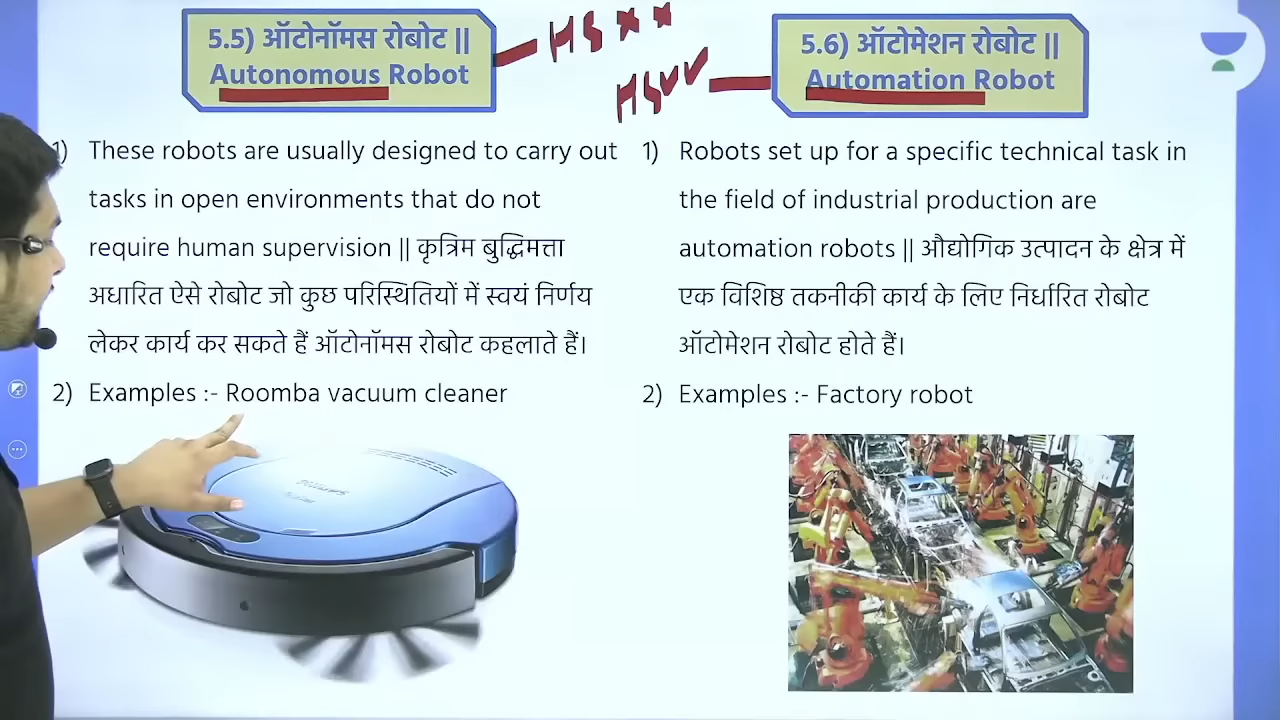 5.5) ऑटोनॉमस रोबोट ||
Autonomous Robot
HS
1) These robots are usually designed to carry out
tasks in open environments that do not
require human supervision || कृत्रिम बुद्धिमत्ता
अधारित ऐसे रोबोट जो कुछ परिस्थितियों में स्वयं निर्णय
लेकर कार्य कर सकते हैं ऑटोनॉमस रोबोट कहलाते हैं।
2) Examples :- Roomba vacuum cleaner
5.6) ऑटोमेशन रोबोट ||
Automation Robot
HS
1) Robots set up for a specific technical task in
the field of industrial production are
automation robots || औद्योगिक उत्पादन के क्षेत्र में
एक विशिष्ठ तकनीकी कार्य के लिए निर्धारित रोबोट
ऑटोमेशन रोबोट होते हैं।
2) Examples :- Factory robot